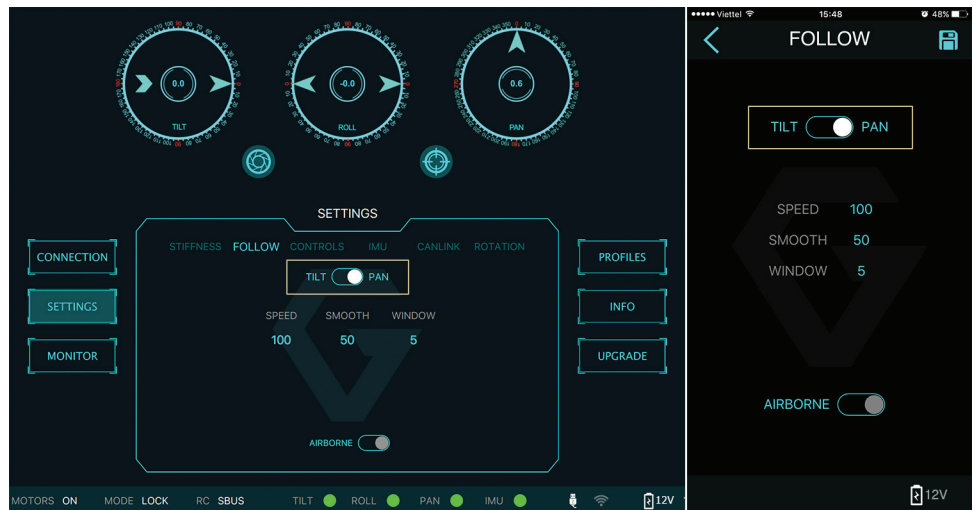 0.0
TILT
-0.0
ROLL
0.6
PAN
SETTINGS
STIFFNESS FOLLOW CONTROLS IMU CANLINK ROTATION
TILT PAN
SPEED SMOOTH WINDOW
100 50 5
AIRBORNE
CONNECTION
SETTINGS
MONITOR
PROFILES
INFO
UPGRADE
MOTORS ON MODE LOCK RC SBUS TILT ROLL PAN IMU 12V
Viettel 15:48 48%
FOLLOW
TILT PAN
SPEED 100
SMOOTH 50
WINDOW 5
AIRBORNE
12V